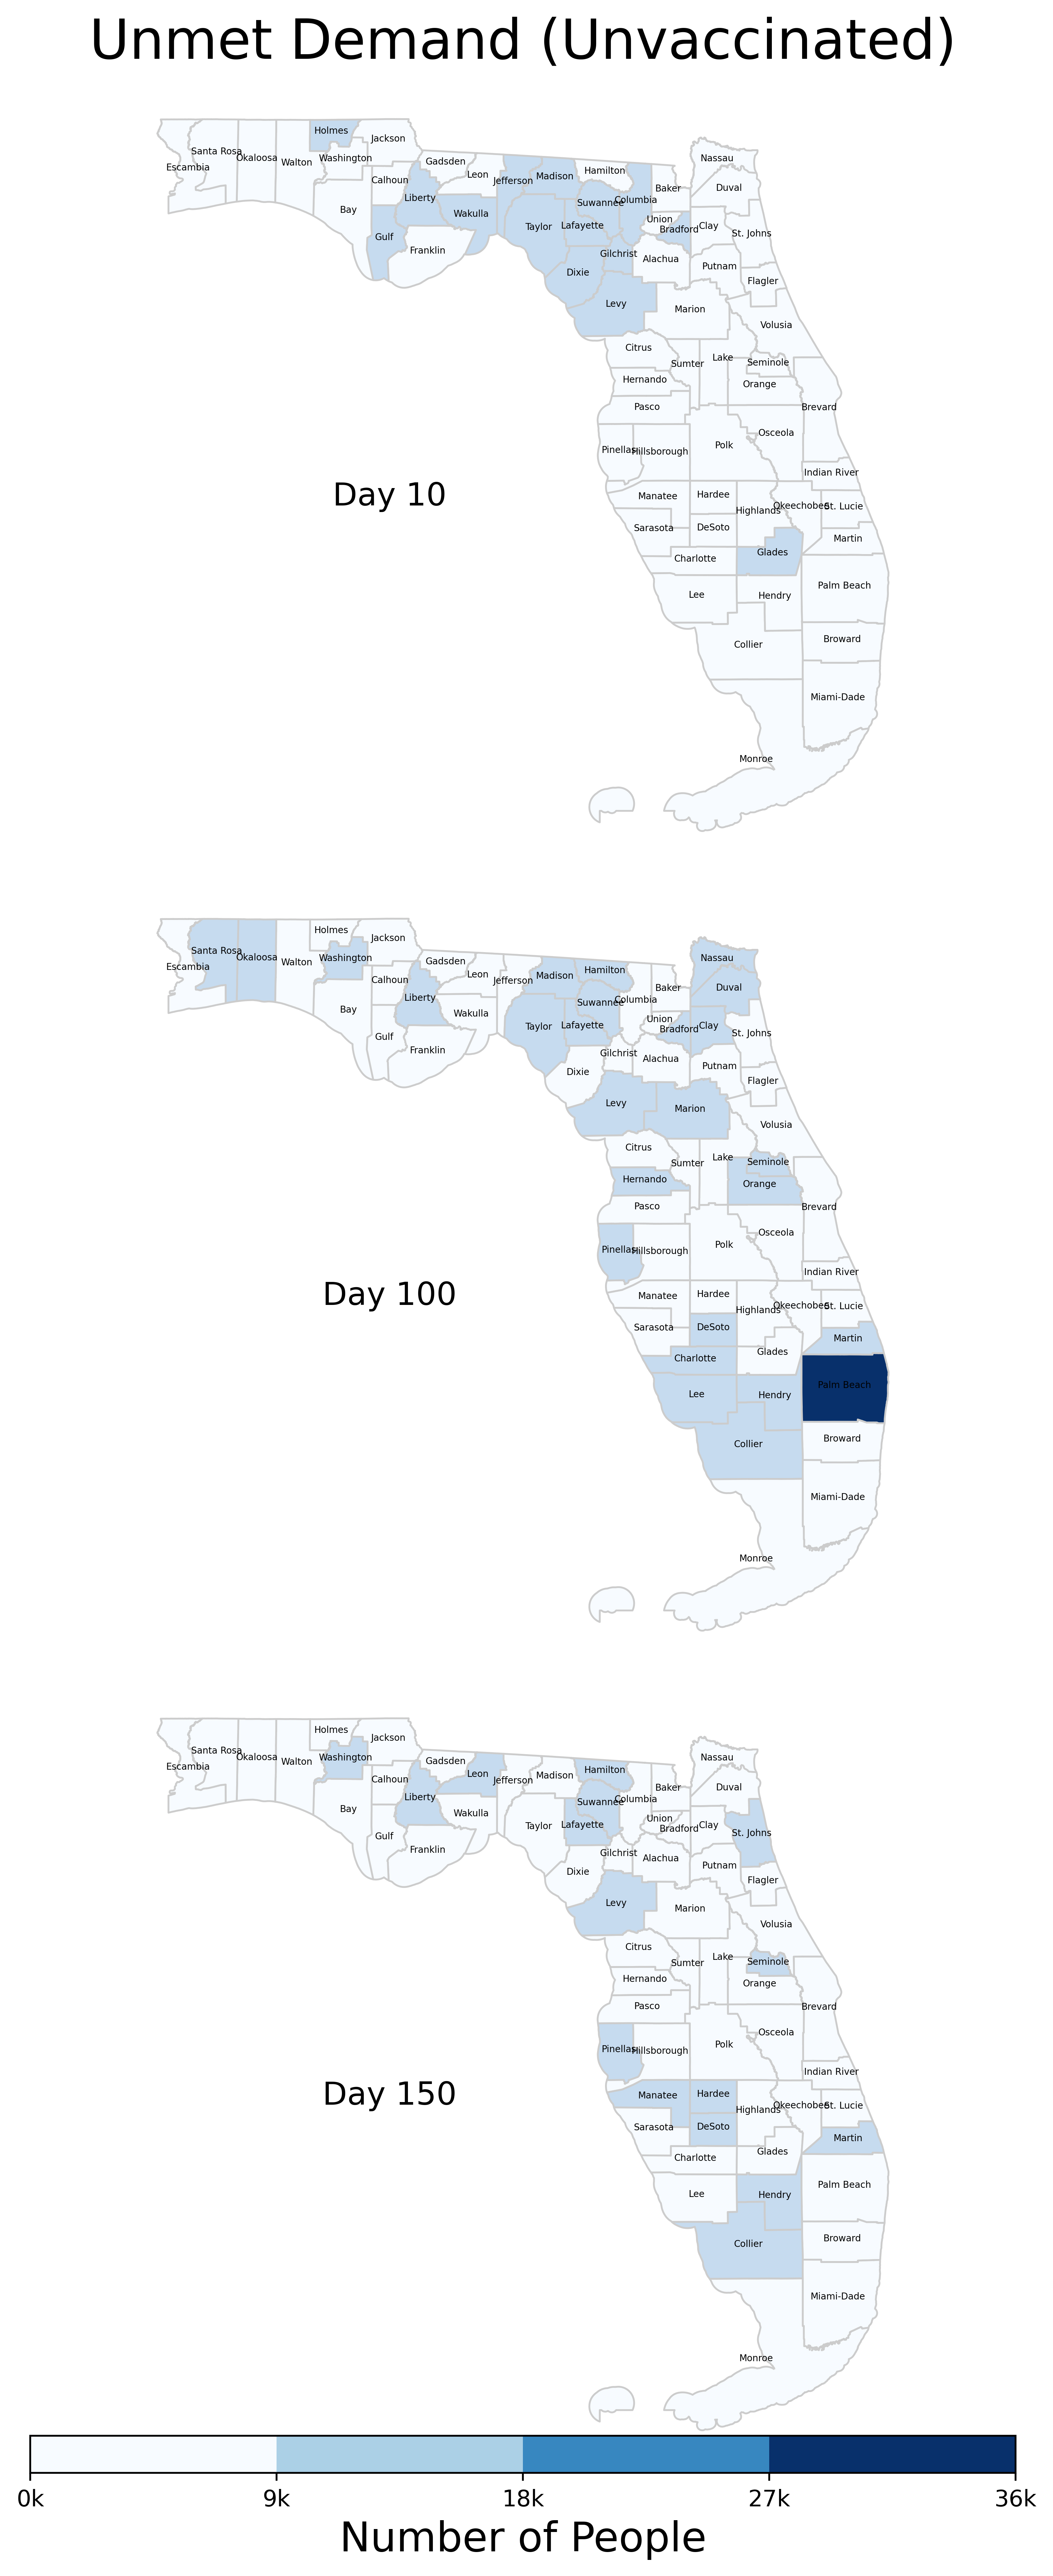 Unmet Demand (Unvaccinated)
Holmes
Jackson
Santa Rosa
Okaloosa
Walton
Washington
Escambia
Gadsden
Leon
Jefferson
Madison
Hamilton
Nassau
Calhoun
Liberty
Bay
Wakulla
Suwannee
Columbia
Baker
Duval
Gulf
Franklin
Taylor
Lafayette
Union
Bradford
Clay
St. Johns
Gilchrist
Alachua
Putnam
Dixie
Flagler
Levy
Marion
Volusia
Citrus
Sumter
Lake
Seminole
Hernando
Orange
Pasco
Brevard
Osceola
Pinellas
Hillsborough
Polk
Indian River
Day 10
Manatee
Hardee
Highlands
Okeechobee
St. Lucie
Sarasota
DeSoto
Martin
Charlotte
Glades
Lee
Hendry
Palm Beach
Collier
Broward
Miami-Dade
Monroe
Holmes
Jackson
Santa Rosa
Okaloosa
Walton
Washington
Escambia
Gadsden
Leon
Jefferson
Madison
Hamilton
Nassau
Calhoun
Liberty
Bay
Wakulla
Suwannee
Columbia
Baker
Duval
Gulf
Franklin
Taylor
Lafayette
Union
Bradford
Clay
St. Johns
Gilchrist
Alachua
Putnam
Dixie
Flagler
Levy
Marion
Volusia
Citrus
Sumter
Lake
Seminole
Hernando
Orange
Pasco
Brevard
Osceola
Pinellas
Hillsborough
Polk
Indian River
Day 100
Manatee
Hardee
Highlands
Okeechobee
St. Lucie
Sarasota
DeSoto
Martin
Charlotte
Glades
Lee
Hendry
Palm Beach
Collier
Broward
Miami-Dade
Monroe
Holmes
Jackson
Santa Rosa
Okaloosa
Walton
Washington
Escambia
Gadsden
Leon
Jefferson
Madison
Hamilton
Nassau
Calhoun
Liberty
Bay
Wakulla
Suwannee
Columbia
Baker
Duval
Gulf
Franklin
Taylor
Lafayette
Union
Bradford
Clay
St. Johns
Gilchrist
Alachua
Putnam
Dixie
Flagler
Levy
Marion
Volusia
Citrus
Sumter
Lake
Seminole
Hernando
Orange
Pasco
Brevard
Osceola
Pinellas
Hillsborough
Polk
Indian River
Day 150
Manatee
Hardee
Highlands
Okeechobee
St. Lucie
Sarasota
DeSoto
Martin
Charlotte
Glades
Lee
Hendry
Palm Beach
Collier
Broward
Miami-Dade
Monroe
0k 9k 18k 27k 36k
Number of People